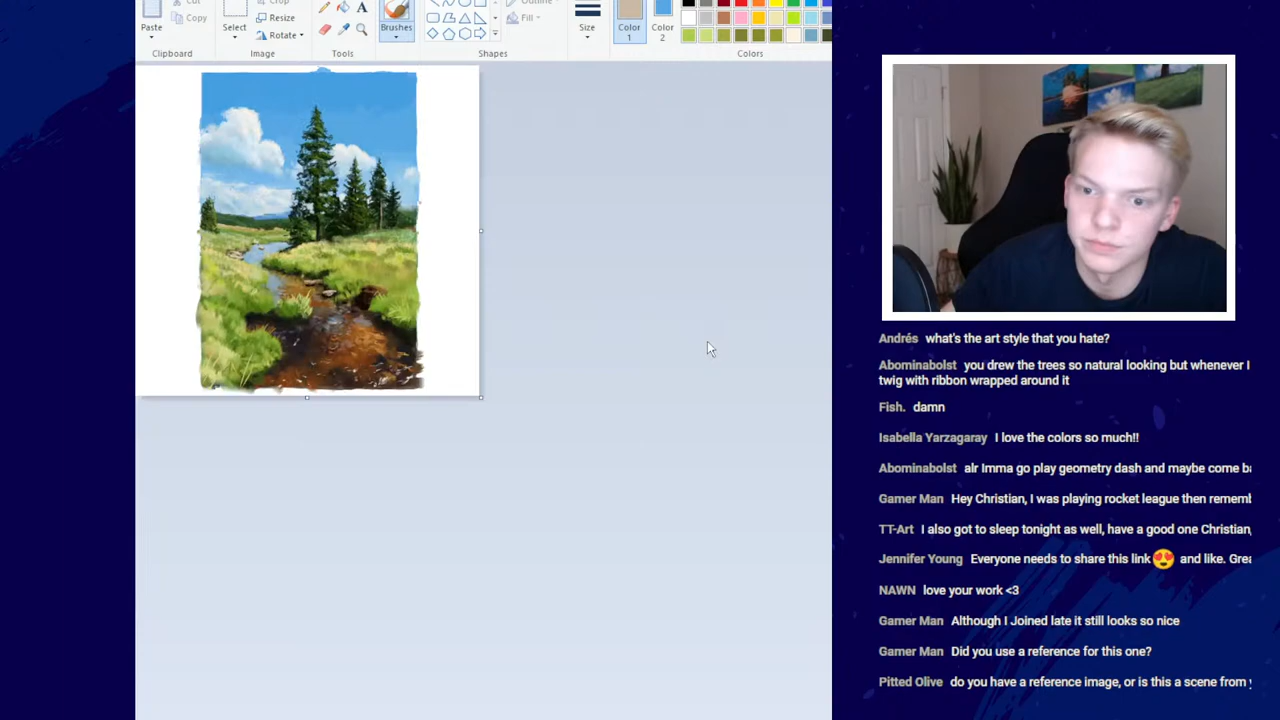 Paste
Cut
Copy
Clipboard
Select
Crop
Resize
Rotate
Image
A
Tools
Brushes
Outline
Fill
Shapes
Size
Color 1
Color 2
Colors
Andrés what's the art style that you hate?
Abominabolst you drew the trees so natural looking but whenever I
twig with ribbon wrapped around it
Fish. damn
Isabella Yarzagaray I love the colors so much!!
Abominabolst alr Imma go play geometry dash and maybe come
Gamer Man Hey Christian, I was playing rocket league then
TT-Art I also got to sleep tonight as well, have a good one Christian,
Jennifer Young Everyone needs to share this link😍 and like.
NAWN love your work <3
Gamer Man Although I Joined late it still looks so nice
Gamer Man Did you use a reference for this one?
Pitted Olive do you have a reference image, or is this a scene from